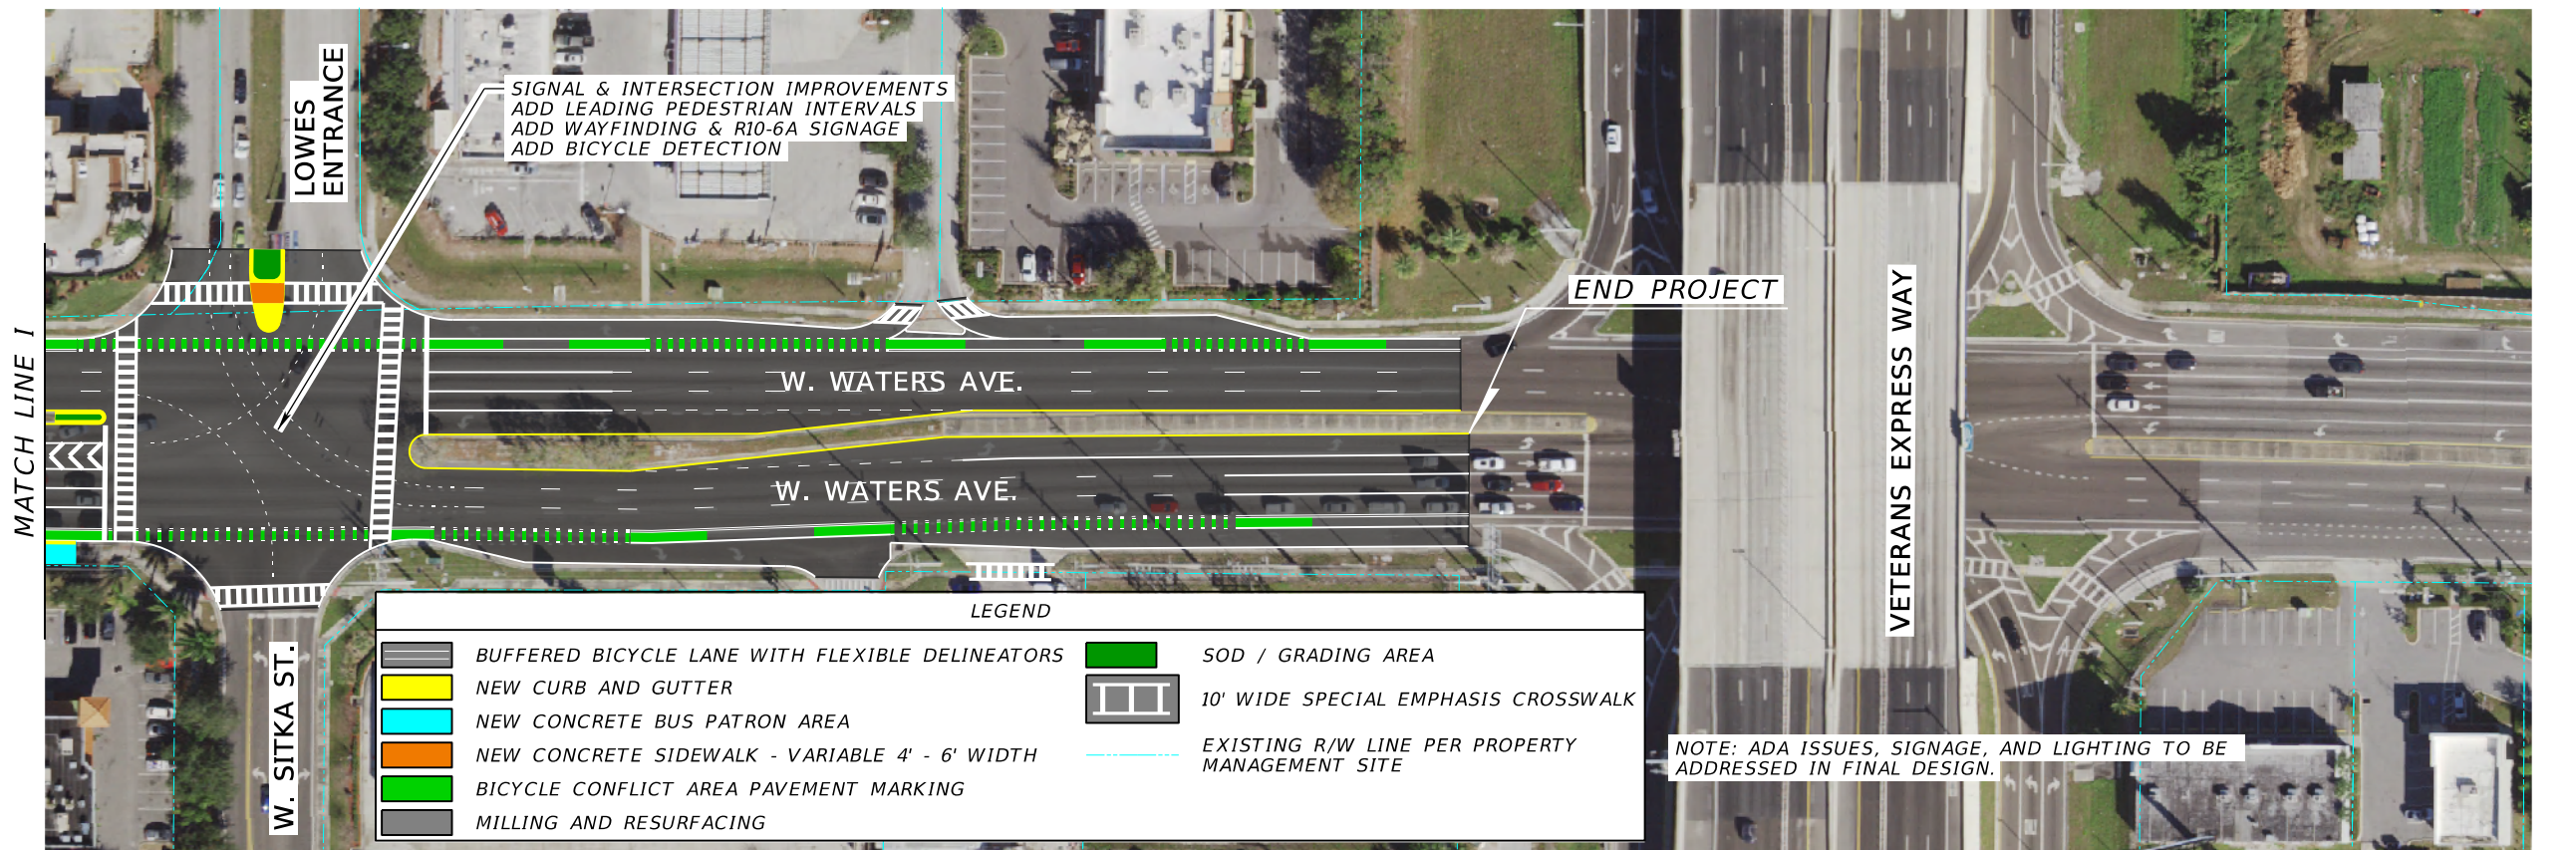 LOWES
ENTRANCE
SIGNAL & INTERSECTION IMPROVEMENTS
ADD LEADING PEDESTRIAN INTERVALS
ADD WAYFINDING & R10-6A SIGNAGE
ADD BICYCLE DETECTION
END PROJECT
MATCH LINE I
W. WATERS AVE.
W. WATERS AVE.
VETERANS EXPRESS WAY
W. SITKA ST.
LEGEND
BUFFERED BICYCLE LANE WITH FLEXIBLE DELINEATORS
NEW CURB AND GUTTER
NEW CONCRETE BUS PATRON AREA
NEW CONCRETE SIDEWALK - VARIABLE 4' - 6' WIDTH
BICYCLE CONFLICT AREA PAVEMENT MARKING
MILLING AND RESURFACING
SOD / GRADING AREA
10' WIDE SPECIAL EMPHASIS CROSSWALK
EXISTING R/W LINE PER PROPERTY
MANAGEMENT SITE
NOTE: ADA ISSUES, SIGNAGE, AND LIGHTING TO BE
ADDRESSED IN FINAL DESIGN.